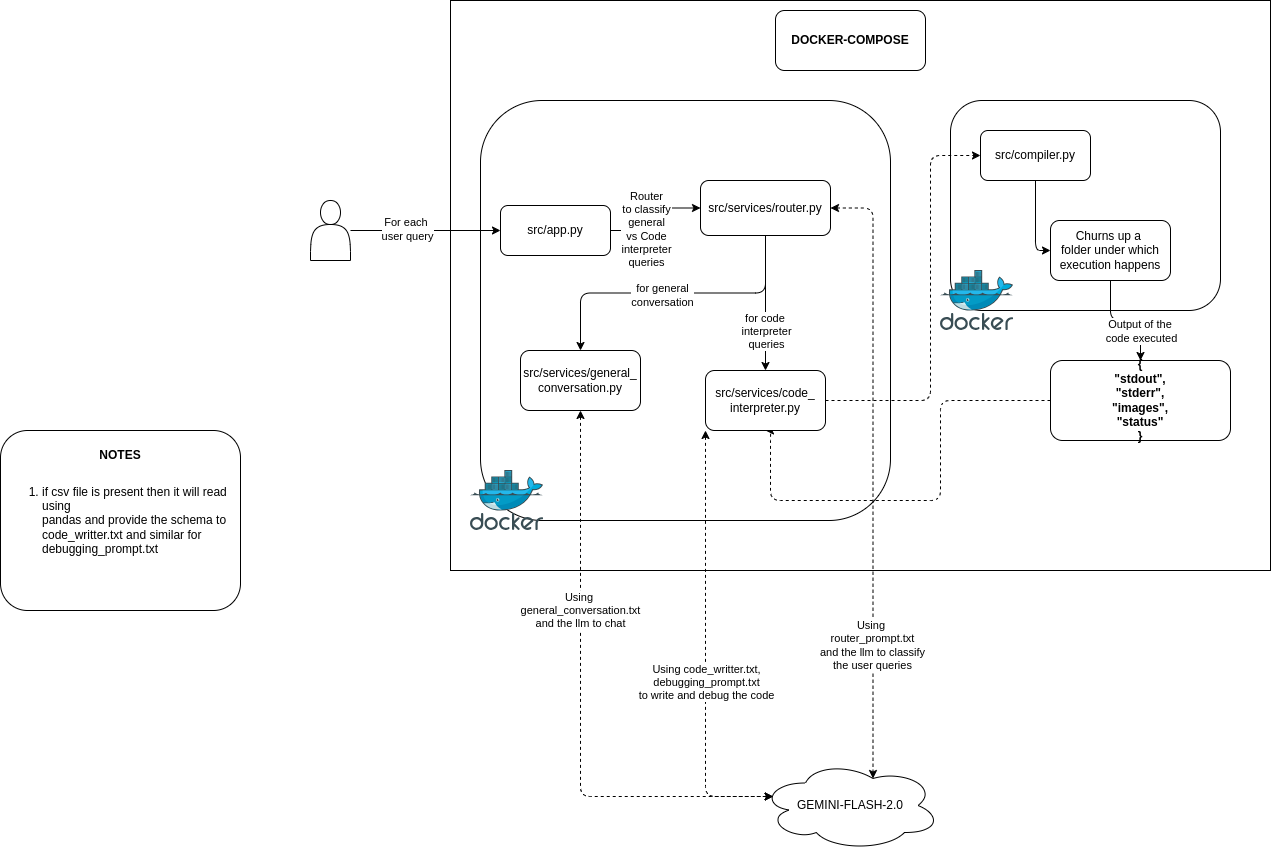 DOCKER-COMPOSE
src/compiler.py
Router
to classify
general
vs Code
interpreter
queries
src/services/router.py
For each
user query
src/app.py
Churns up a
folder under which
execution happens
for general
conversation
for code
interpreter
queries
docker
Output of the
code executed
src/services/general_
conversation.py
src/services/code_
interpreter.py
{
"stdout",
"stderr",
"images",
"status"
}
NOTES
1. if csv file is present then it will read
using
pandas and provide the schema to
code_writter.txt and similar for
debugging_prompt.txt
docker
Using
general_conversation.txt
and the llm to chat
Using
router_prompt.txt
and the llm to classify
the user queries
Using code_writter.txt,
debugging_prompt.txt
to write and debug the code
GEMINI-FLASH-2.0